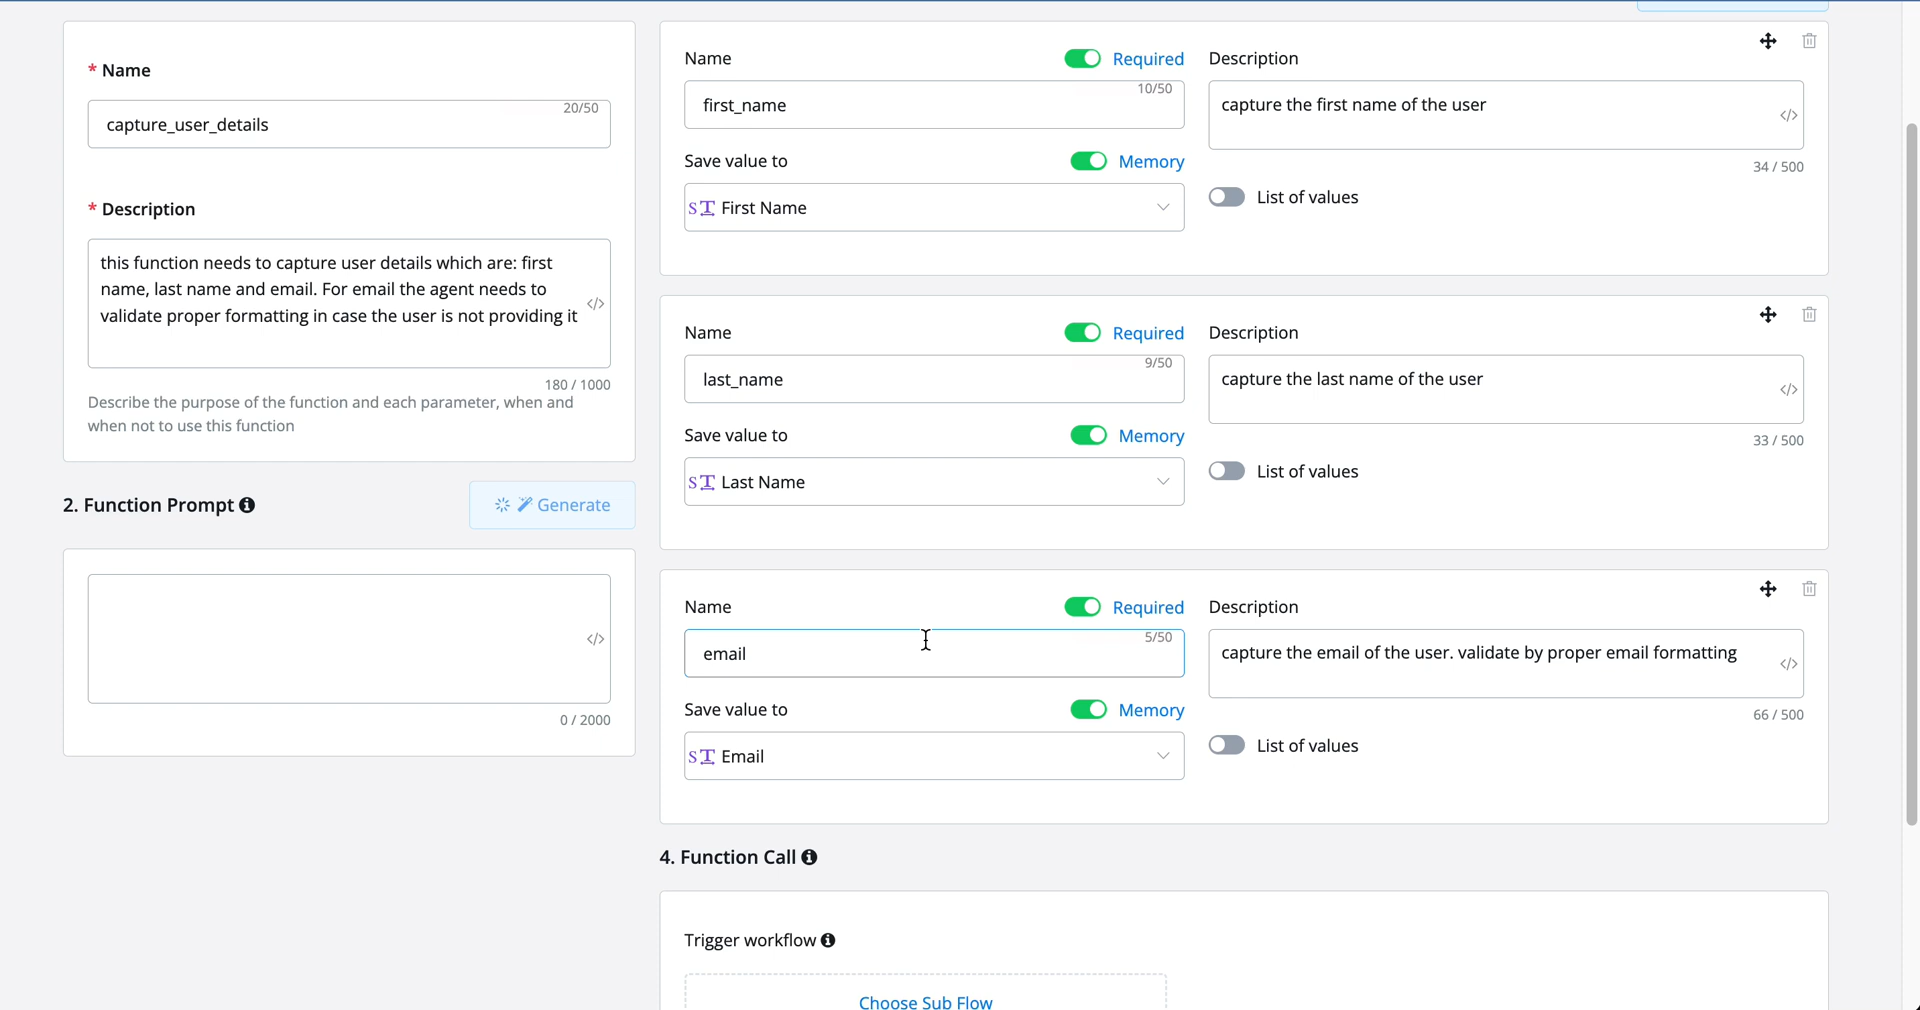 * Name
20/50
capture_user_details
* Description
this function needs to capture user details which are: first
name, last name and email. For email the agent needs to
validate proper formatting in case the user is not providing it
</>
180 / 1000
Describe the purpose of the function and each parameter, when and
when not to use this function
2. Function Prompt
Generate
</>
0 / 2000
Name
Required
10/50
first_name
Save value to
Memory
First Name
Description
capture the first name of the user
</>
34 / 500
List of values
Name
Required
9/50
last_name
Save value to
Memory
Last Name
Description
capture the last name of the user
</>
33 / 500
List of values
Name
Required
5/50
email
Save value to
Memory
Email
Description
capture the email of the user. validate by proper email formatting
</>
66 / 500
List of values
4. Function Call
Trigger workflow
Choose Sub Flow